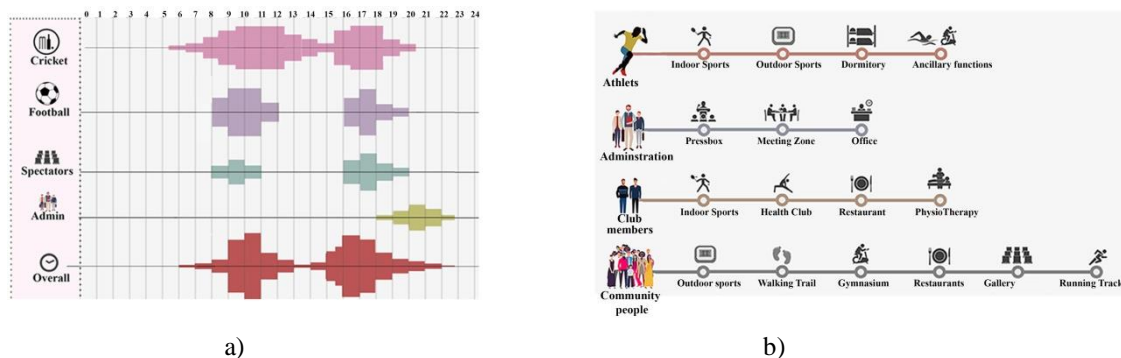 0 1 2 3 4 5 6 7 8 9 10 11 12 13 14 15 16 17 18 19 20 21 22 23 24
Cricket
Football
Spectators
Admin
Overall
a)
Indoor Sports Outdoor Sports Dormitory Ancillary functions
Athlets
Pressbox Meeting Zone Office
Adminstration
Indoor Sports Health Club Restaurant PhysioTherapy
Club
members
Outdoor sports Walking Trail Gymnasium Restaurants Gallery Running Track
Community
people
b)